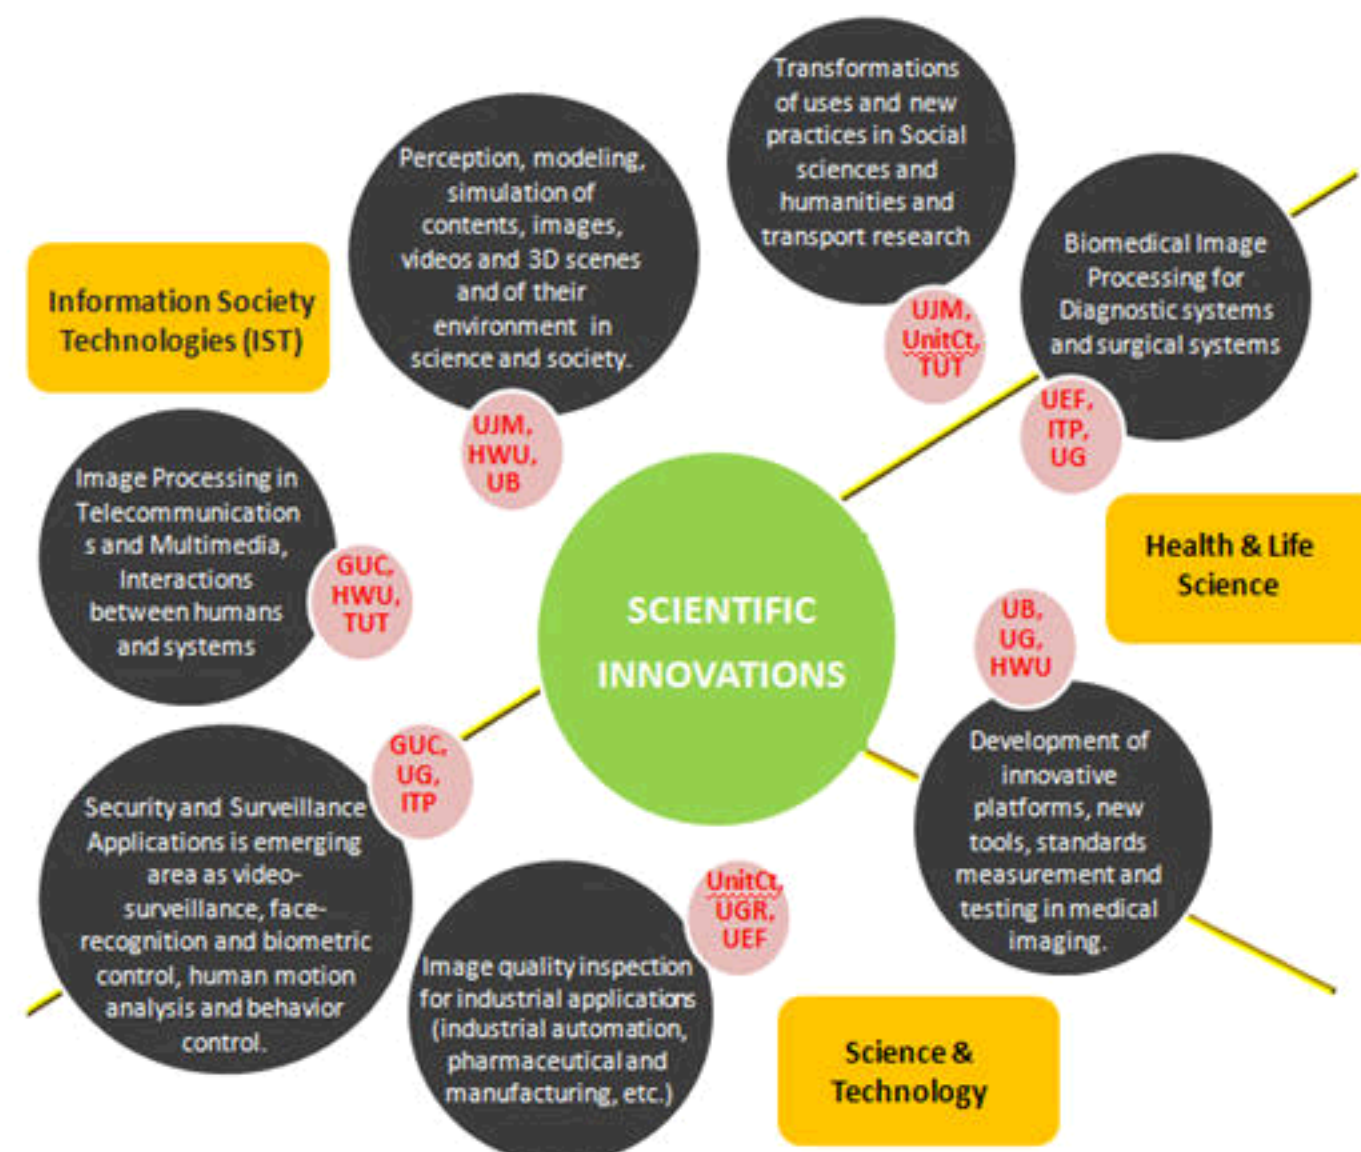 Transformations
of uses and new
practices in Social
sciences and
humanities and
transport research
UJM,
UnitCt,
TUT
Perception, modeling,
simulation of
contents, images,
videos and 3D scenes
and of their
environment in
science and society.
UJM,
HWU,
UB
Biomedical Image
Processing for
Diagnostic systems
and surgical systems
UEF,
ITP,
UG
Information Society
Technologies (IST)
Image Processing in
Telecommunication
s and Multimedia,
Interactions
between humans
and systems
GUC,
HWU,
TUT
Health & Life
Science
SCIENTIFIC
INNOVATIONS
UB,
UG,
HWU
Development of
innovative
platforms, new
tools, standards
measurement and
testing in medical
imaging.
GUC,
UG,
ITP
Security and Surveillance
Applications is emerging
area as video-
surveillance, face-
recognition and biometric
control, human motion
analysis and behavior
control.
UnitCt,
UGR,
UEF
Image quality inspection
for industrial applications
(industrial automation,
pharmaceutical and
manufacturing, etc.)
Science &
Technology